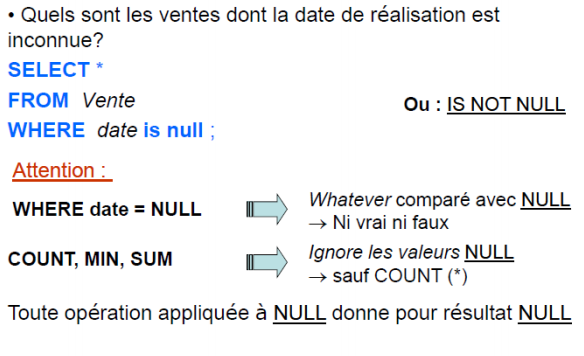 • Quels sont les ventes dont la date de réalisation est
inconnue?
SELECT *
FROM Vente
Ou : IS NOT NULL
WHERE date is null ;
Attention :
WHERE date = NULL
Whatever comparé avec NULL
→ Ni vrai ni faux
COUNT, MIN, SUM
Ignore les valeurs NULL
→ sauf COUNT (*)
Toute opération appliquée à NULL donne pour résultat NULL